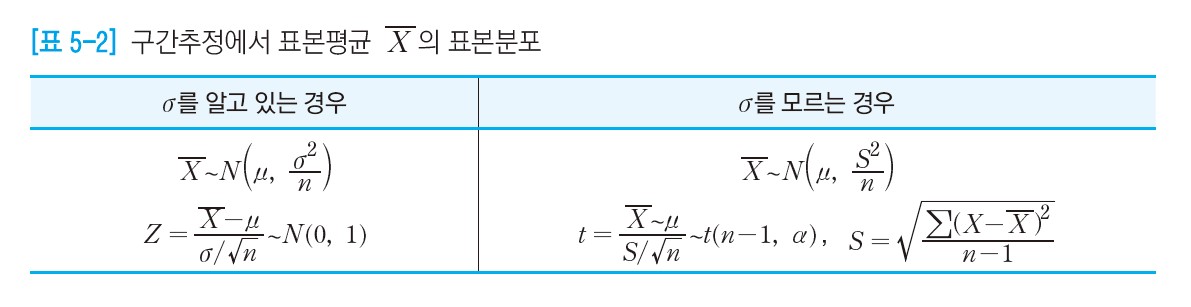 [표 5-2] 구간추정에서 표본평균 X̅의 표본분포
σ를 알고 있는 경우
X̅~N(μ, σ²/n)
Z = (X̅-μ)/(σ/√n) ~N(0, 1)
σ를 모르는 경우
X̅~N(μ, S²/n)
t = (X̅~μ)/(S/√n) ~t(n-1, α), S = √(∑(X-X̅)²/(n-1))